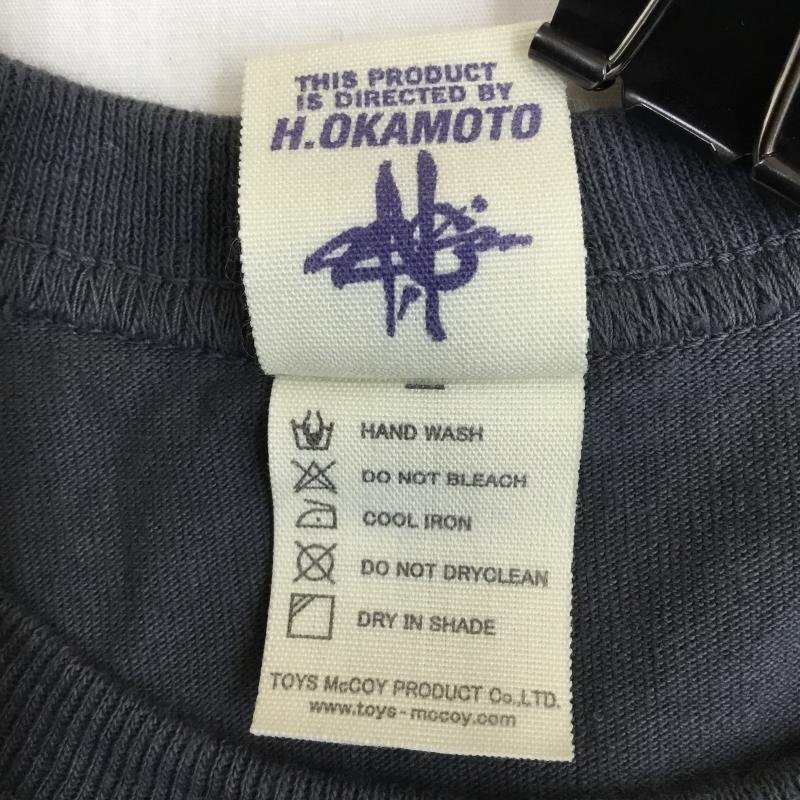 THIS PRODUCT
IS DIRECTED BY
H.OKAMOTO
HAND WASH
DO NOT BLEACH
COOL IRON
DO NOT DRYCLEAN
DRY IN SHADE
TOYS McCOY PRODUCT Co.,LTD.
www.toys-mccoy.com